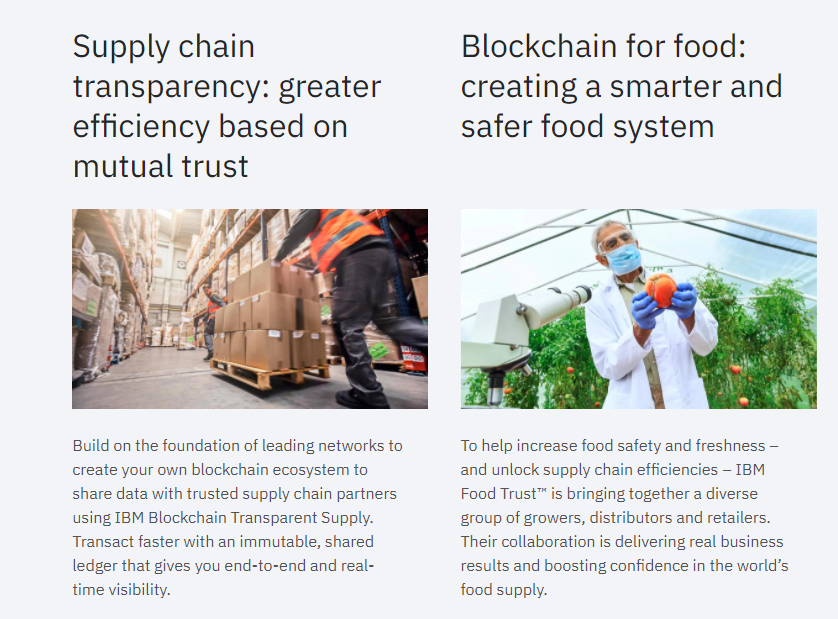 Supply chain
transparency: greater
efficiency based on
mutual trust
Build on the foundation of leading networks to
create your own blockchain ecosystem to
share data with trusted supply chain partners
using IBM Blockchain Transparent Supply.
Transact faster with an immutable, shared
ledger that gives you end-to-end and real-
time visibility.
Blockchain for food:
creating a smarter and
safer food system
To help increase food safety and freshness –
and unlock supply chain efficiencies – IBM
Food Trust™ is bringing together a diverse
group of growers, distributors and retailers.
Their collaboration is delivering real business
results and boosting confidence in the world’s
food supply.